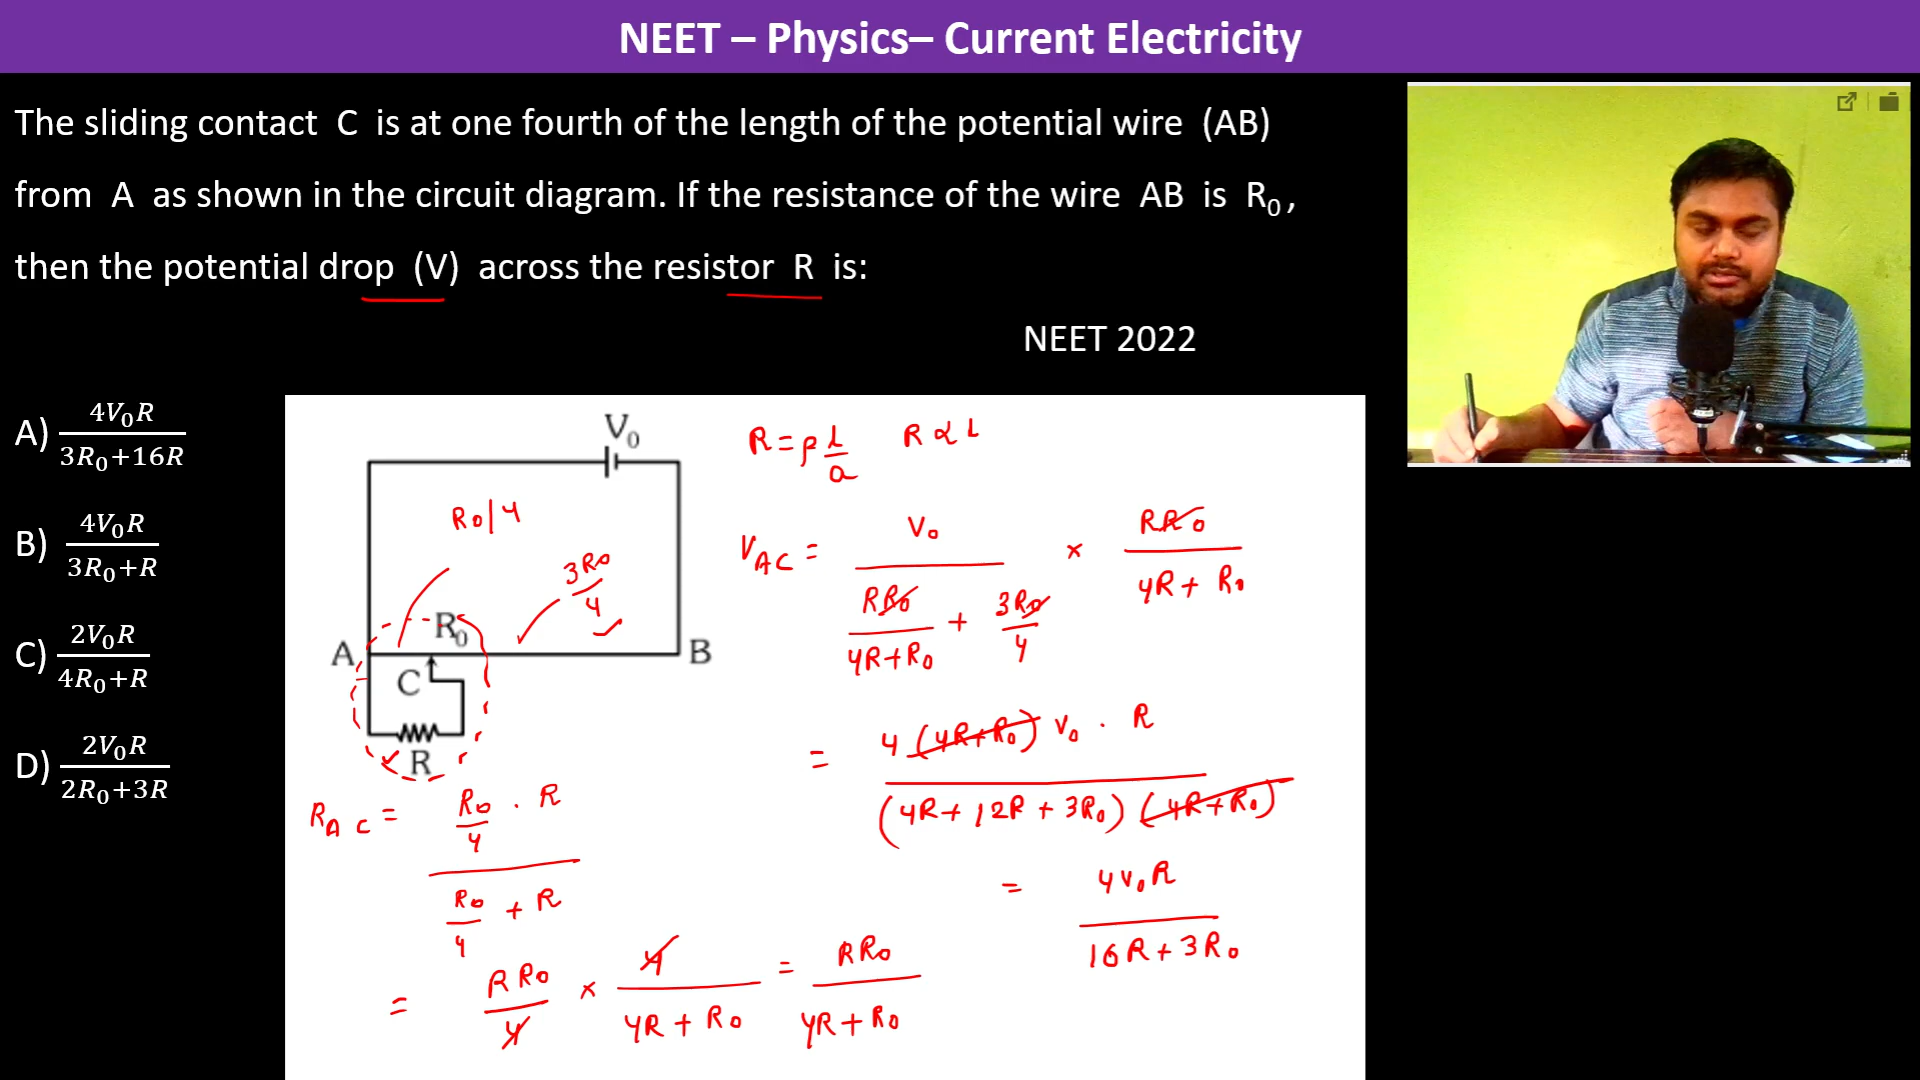 NEET – Physics– Current Electricity
The sliding contact C is at one fourth of the length of the potential wire (AB)
from A as shown in the circuit diagram. If the resistance of the wire AB is R₀,
then the potential drop (V) across the resistor R is:
NEET 2022
A) 4V₀R / 3R₀+16R
B) 4V₀R / 3R₀+R
C) 2V₀R / 4R₀+R
D) 2V₀R / 2R₀+3R
V₀
R₀/4
3R₀/4
R₀
A
B
C
R
R = ρ L/a R ∝ L
R_AC = (R₀/4 . R) / (R₀/4 + R)
= RR₀/4 × 4/(4R + R₀) = RR₀/(4R + R₀)
V_AC = V₀ / (RR₀/(4R+R₀) + 3R₀/4) × RR₀/(4R + R₀)
= 4 (4R+R₀) V₀ . R / (4R + 12R + 3R₀) (4R+R₀)
= 4V₀R / 16R + 3R₀